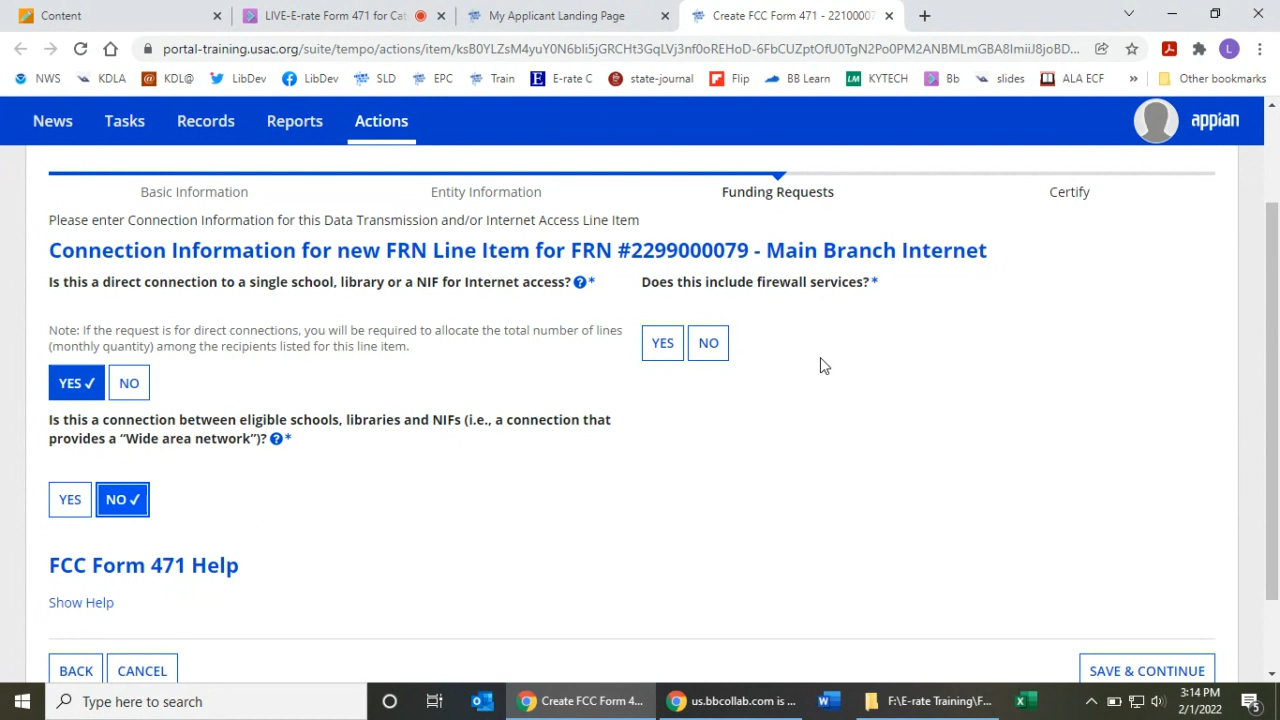 Content
LIVE-E-rate Form 471 for Cat
My Applicant Landing Page
Create FCC Form 471 - 22100007
portal-training.usac.org/suite/tempo/actions/item/
NWS
KDLA
KDL@
LibDev
LibDev
SLD
EPC
Train
E-rate C
state-journal
Flip
BB Learn
KYTECH
Bb
slides
ALA ECF
Other bookmarks
News
Tasks
Records
Reports
Actions
appian
Basic Information
Entity Information
Funding Requests
Certify
Please enter Connection Information for this Data Transmission and/or Internet Access Line Item
Connection Information for new FRN Line Item for FRN #2299000079 - Main Branch Internet
Is this a direct connection to a single school, library or a NIF for Internet access? *
Does this include firewall services? *
Note: If the request is for direct connections, you will be required to allocate the total number of lines
(monthly quantity) among the recipients listed for this line item.
YES NO
YES ✓ NO
Is this a connection between eligible schools, libraries and NIFs (i.e., a connection that
provides a “Wide area network”)? *
YES NO ✓
FCC Form 471 Help
Show Help
BACK CANCEL
SAVE & CONTINUE
Type here to search
Create FCC Form 4...
us.bbcollab.com is ...
F:\E-rate Training\F...
3:14 PM
2/1/2022
5